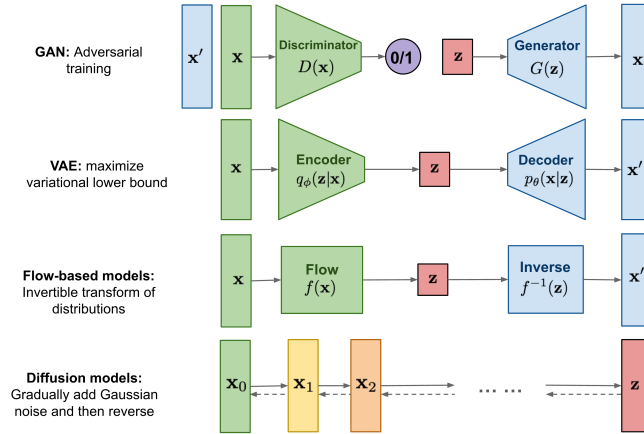 GAN: Adversarial
training
x′
x
Discriminator
D(x)
0/1
z
Generator
G(z)
x
VAE: maximize
variational lower bound
x
Encoder
qϕ(z|x)
z
Decoder
pθ(x|z)
x′
Flow-based models:
Invertible transform of
distributions
x
Flow
f(x)
z
Inverse
f⁻¹(z)
x′
Diffusion models:
Gradually add Gaussian
noise and then reverse
x₀
x₁
x₂
... ...
z